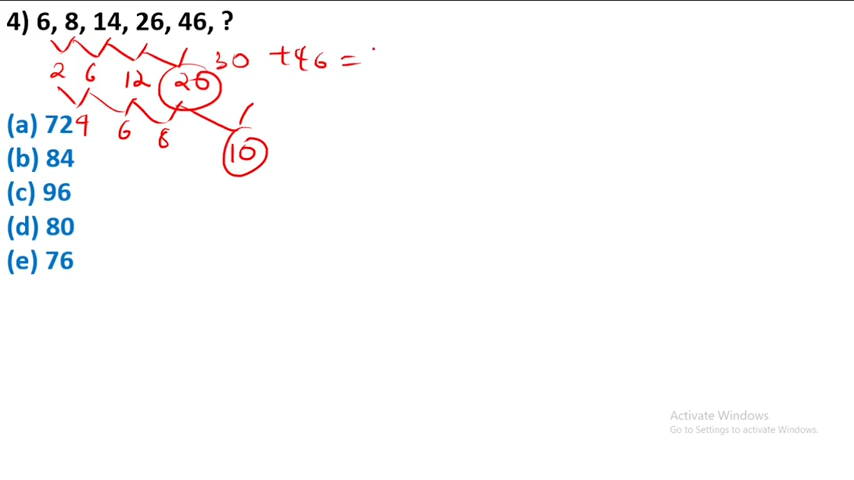 4) 6, 8, 14, 26, 46, ?
30 +46 =
2 6 12 20
(a) 72 4 6 8
10
(b) 84
(c) 96
(d) 80
(e) 76
Activate Windows
Go to Settings to activate Windows.